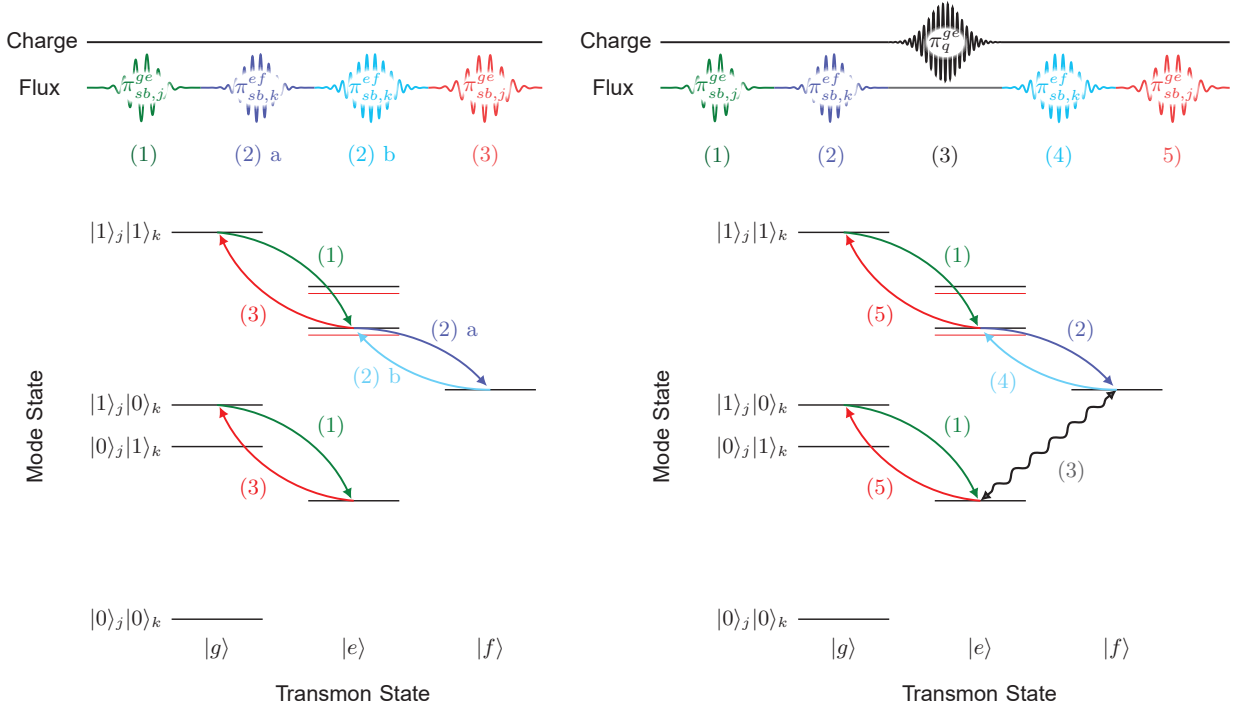 Charge
Flux
π^{ge}_{sb,j} π^{ef}_{sb,k} π^{ef}_{sb,k} π^{ge}_{sb,j}
(1) (2) a (2) b (3)
|1⟩_j|1⟩_k
(1)
(3)
(2) a
(2) b
|1⟩_j|0⟩_k
(1)
|0⟩_j|1⟩_k
(3)
|0⟩_j|0⟩_k
|g⟩ |e⟩ |f⟩
Mode State
Transmon State
Charge
π^{ge}_q
Flux
π^{ge}_{sb,j} π^{ef}_{sb,k} π^{ef}_{sb,k} π^{ge}_{sb,j}
(1) (2) (3) (4) 5)
|1⟩_j|1⟩_k
(1)
(5)
(2)
(4)
|1⟩_j|0⟩_k
(1)
|0⟩_j|1⟩_k
(3)
(5)
|0⟩_j|0⟩_k
|g⟩ |e⟩ |f⟩
Mode State
Transmon State